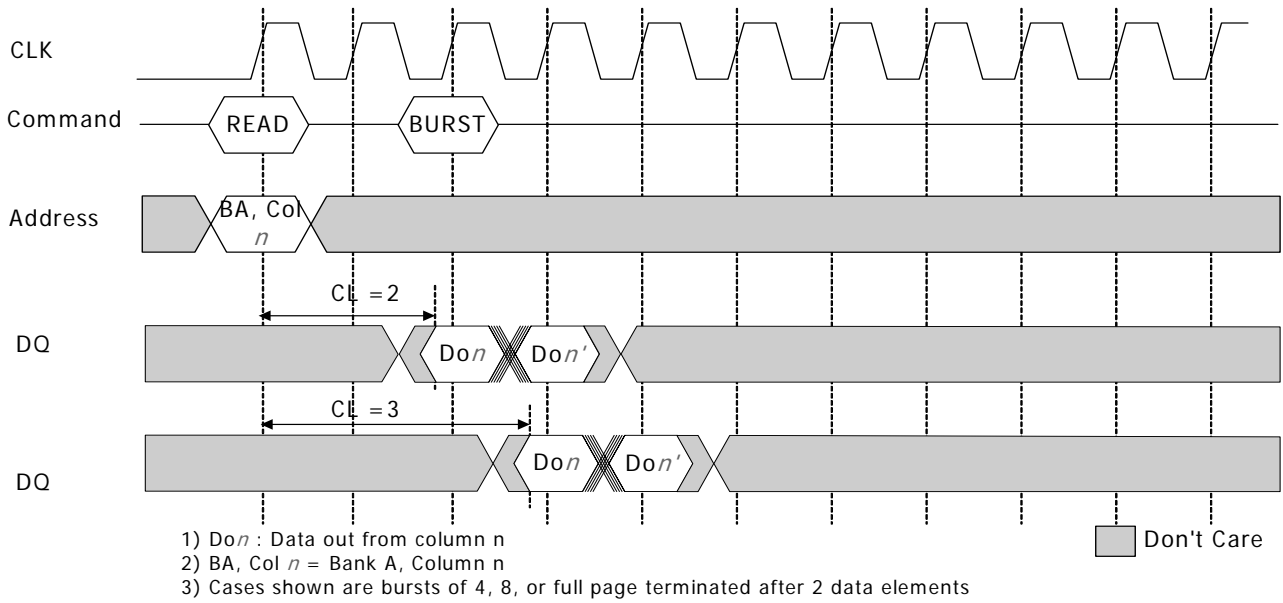 CLK
Command
READ
BURST
Address
BA, Col
n
CL =2
DQ
Don
Don'
CL =3
DQ
Don
Don'
1) Don : Data out from column n
2) BA, Col n = Bank A, Column n
3) Cases shown are bursts of 4, 8, or full page terminated after 2 data elements
Don't Care